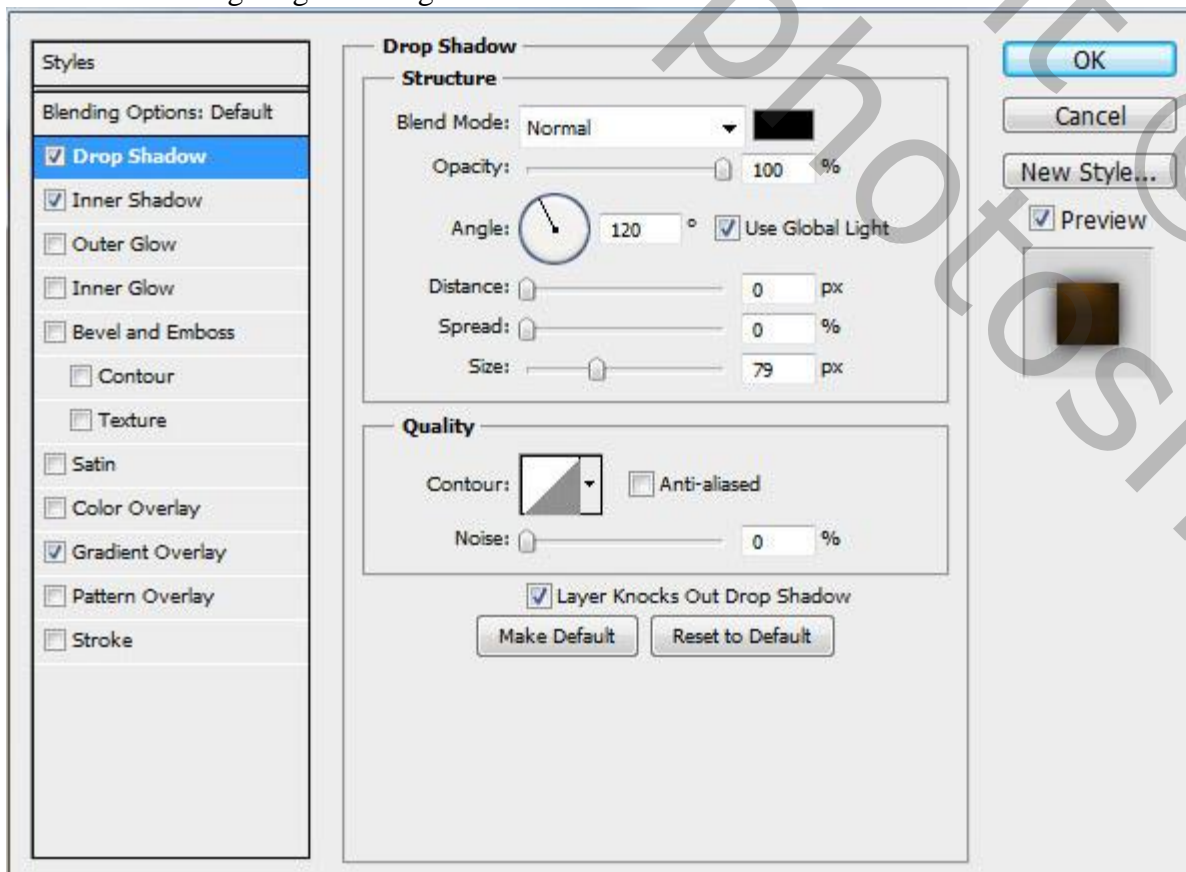 Styles
Blending Options: Default
Drop Shadow
Inner Shadow
Outer Glow
Inner Glow
Bevel and Emboss
Contour
Texture
Satin
Color Overlay
Gradient Overlay
Pattern Overlay
Stroke
Drop Shadow
Structure
Blend Mode: Normal
Opacity: 100 %
Angle: 120 ° Use Global Light
Distance: 0 px
Spread: 0 %
Size: 79 px
Quality
Contour: Anti-aliased
Noise: 0 %
Layer Knocks Out Drop Shadow
Make Default Reset to Default
OK
Cancel
New Style...
Preview